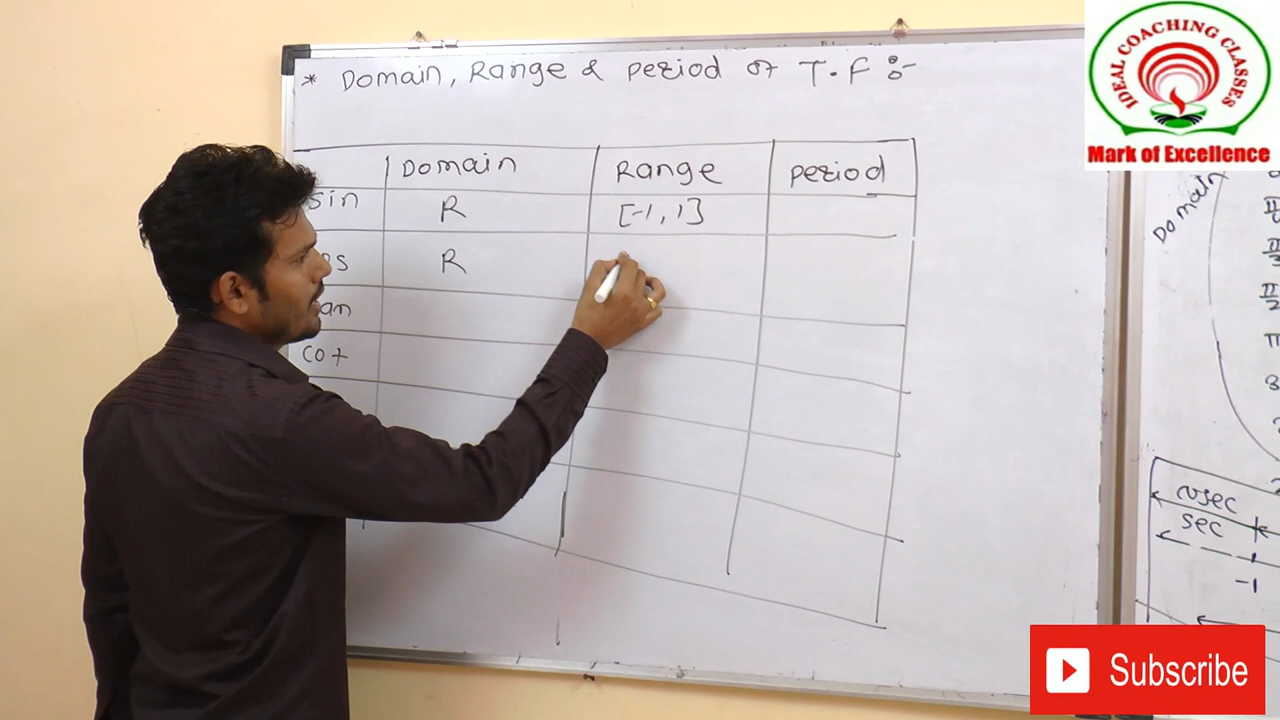 * Domain, Range & Period of T.F :-
Domain Range Period
sin R [-1, 1]
R
cot
IDEAL COACHING CLASSES
Mark of Excellence
Domain
π
cosec
sec
-1
Subscribe